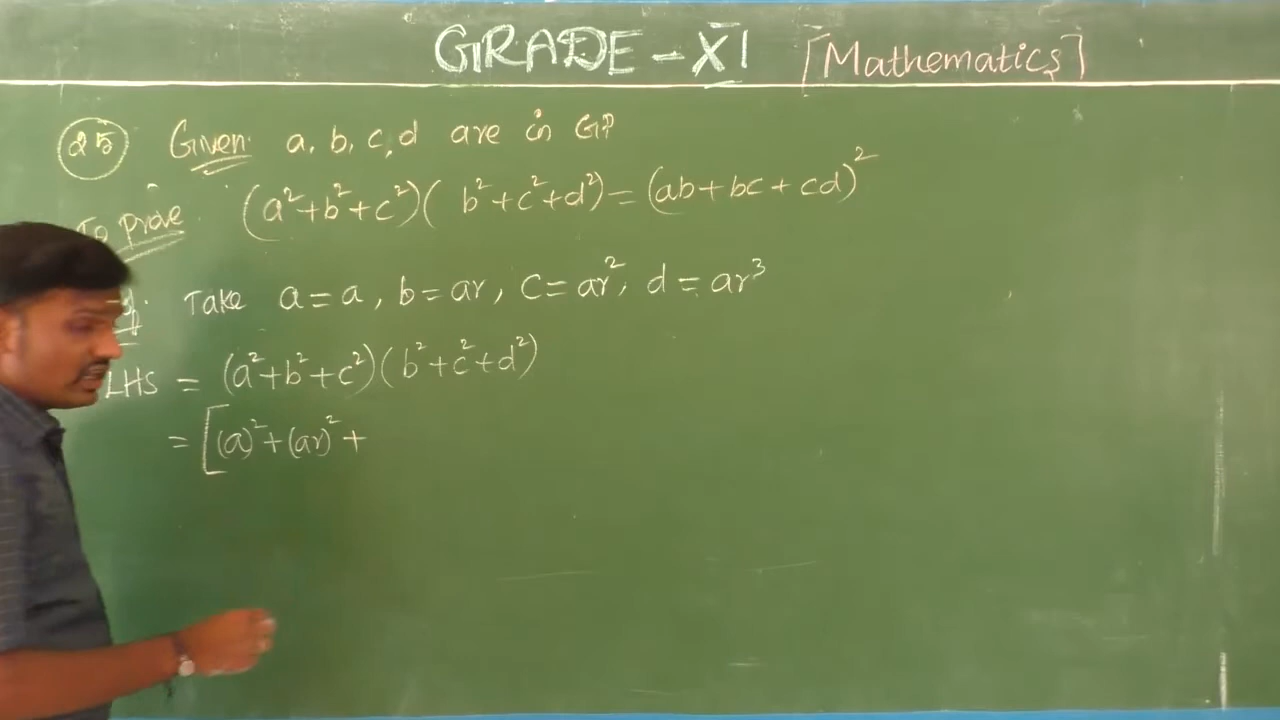 GRADE - XI [Mathematics]
25 Given: a, b, c, d are in GP
To prove: (a²+b²+c²)( b²+c²+d²) = (ab+bc+cd)²
Take a=a, b=ar, c=ar², d=ar³
LHS = (a²+b²+c²)(b²+c²+d²)
= [(a)²+(ar)²+